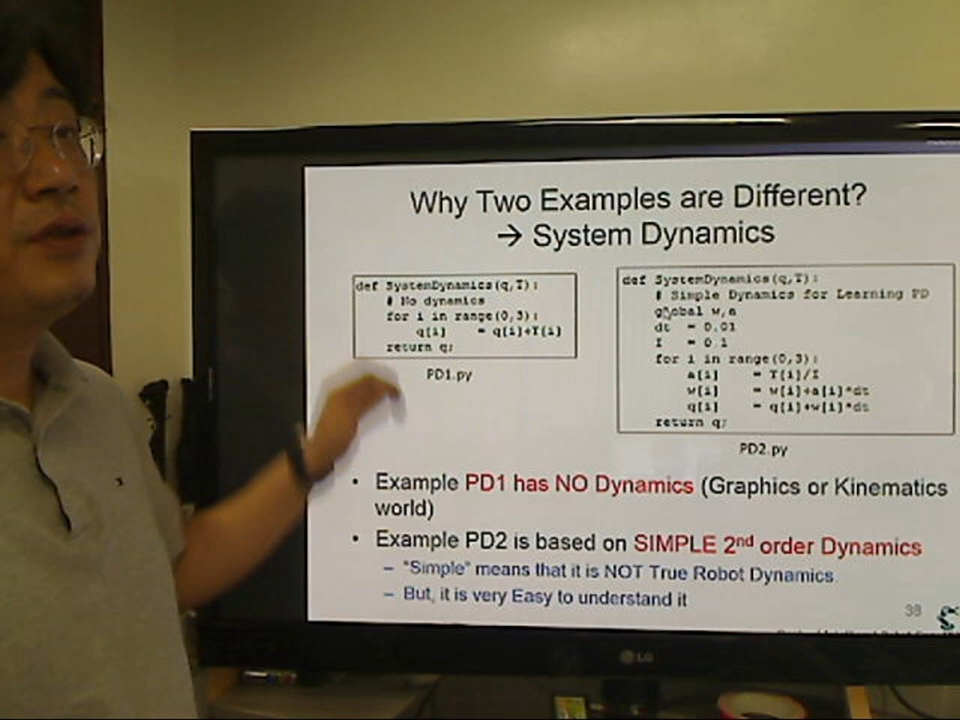 Why Two Examples are Different?
→ System Dynamics
def SystemDynamics(q,T):
# No dynamics
for i in range(0,3):
q[i] = q[i]+T[i]
return q;
PD1.py
def SystemDynamics(q,T):
# Simple Dynamics for Learning PD
global w,a
dt = 0.01
I = 0.1
for i in range(0,3):
a[i] = T[i]/I
w[i] = w[i]+a[i]*dt
q[i] = q[i]+w[i]*dt
return q;
PD2.py
• Example PD1 has NO Dynamics (Graphics or Kinematics
world)
• Example PD2 is based on SIMPLE 2nd order Dynamics
– "Simple" means that it is NOT True Robot Dynamics.
– But, it is very Easy to understand it
38
LG